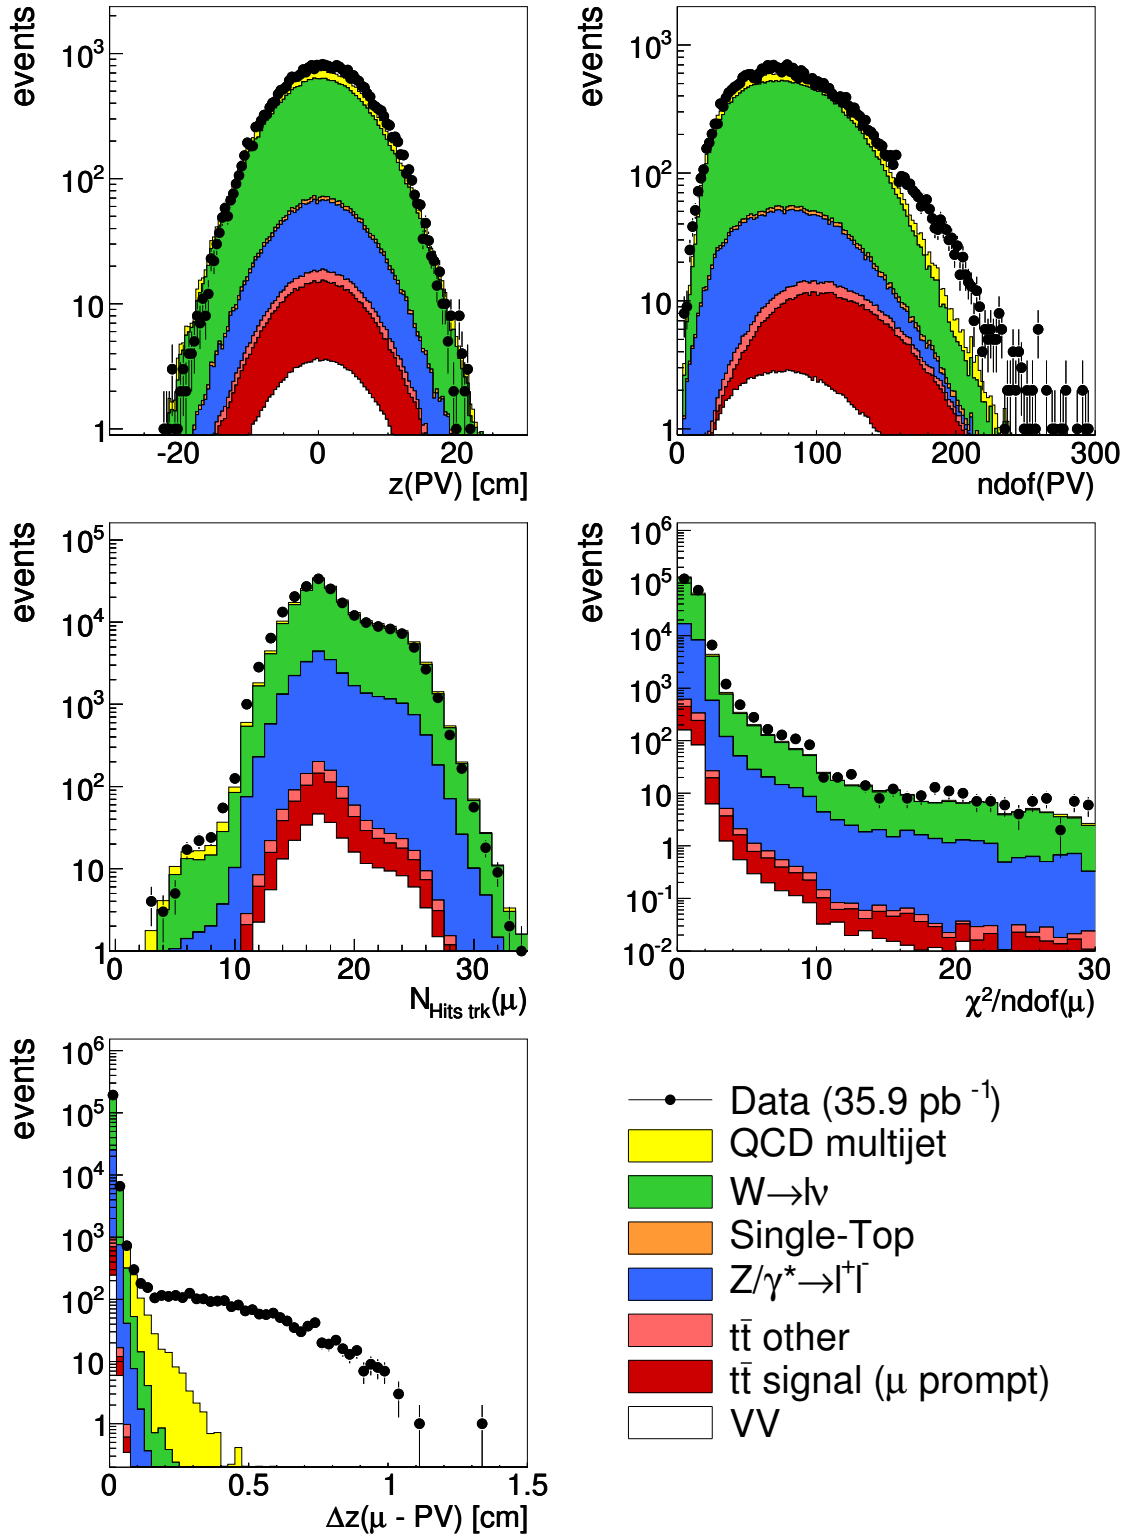 events
10³
10²
10
1
-20 0 20
z(PV) [cm]
events
10³
10²
10
1
0 100 200 300
ndof(PV)
events
10⁵
10⁴
10³
10²
10
1
0 10 20 30
N_Hits trk(μ)
events
10⁶
10⁵
10⁴
10³
10²
10
1
10⁻¹
10⁻²
0 10 20 30
χ²/ndof(μ)
events
10⁶
10⁵
10⁴
10³
10²
10
1
0 0.5 1 1.5
Δz(μ - PV) [cm]
Data (35.9 pb ⁻¹)
QCD multijet
W→lν
Single-Top
Z/γ*→l⁺l⁻
tt̄ other
tt̄ signal (μ prompt)
VV